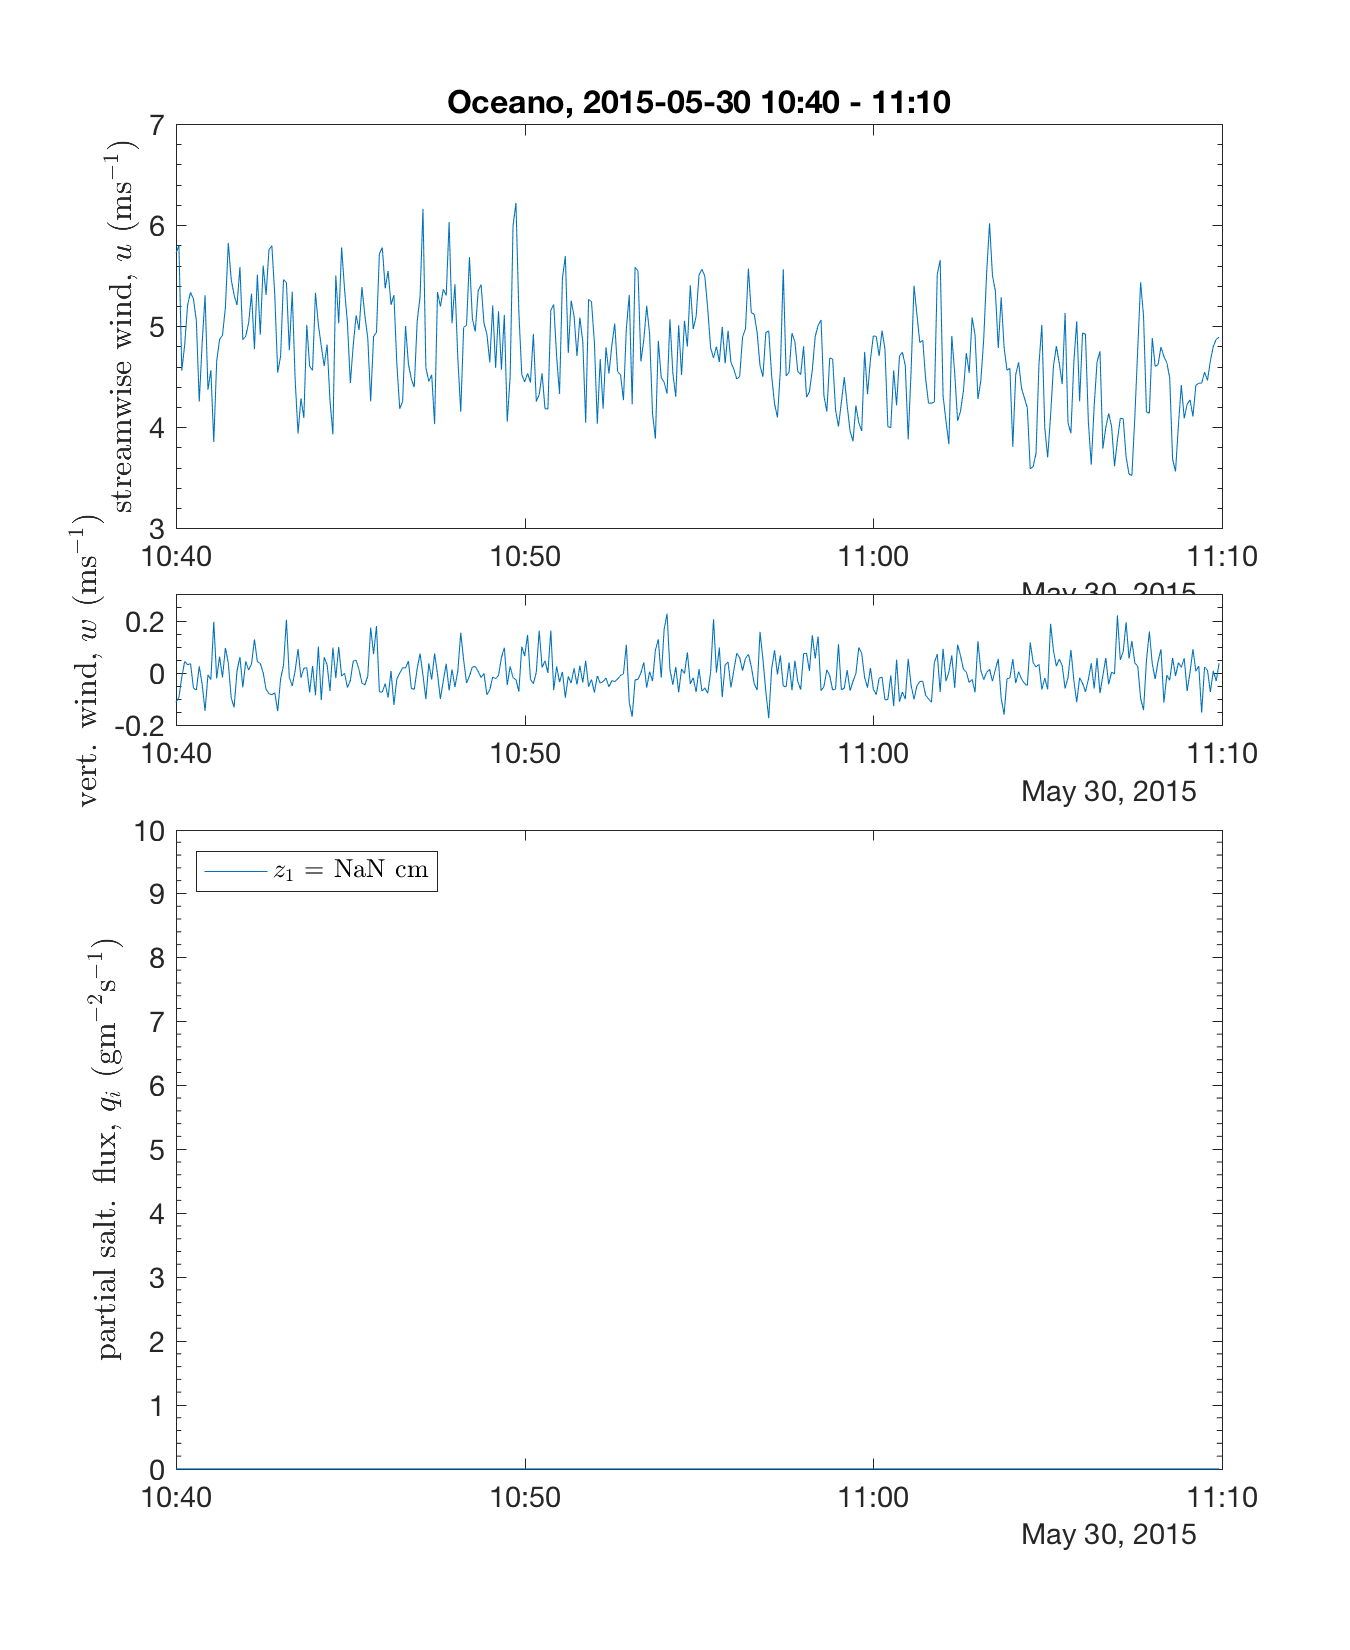 Oceano, 2015-05-30 10:40 - 11:10
streamwise wind, u (ms⁻¹)
7
6
5
4
3
10:40 10:50 11:00 11:10
May 30, 2015
vert. wind, w (ms⁻¹)
0.2
0
-0.2
10:40 10:50 11:00 11:10
May 30, 2015
partial salt. flux, qᵢ (gm⁻²s⁻¹)
z₁ = NaN cm
10
9
8
7
6
5
4
3
2
1
0
10:40 10:50 11:00 11:10
May 30, 2015